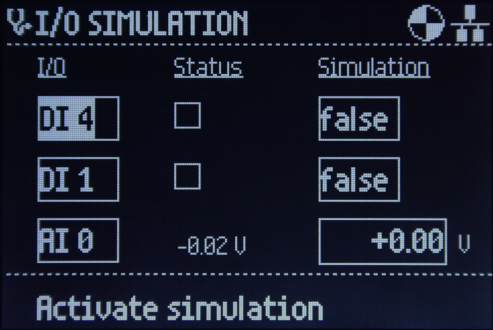 I/O SIMULATION
I/O Status Simulation
DI 4 false
DI 1 false
AI 0 -0.02 V +0.00 V
Activate simulation